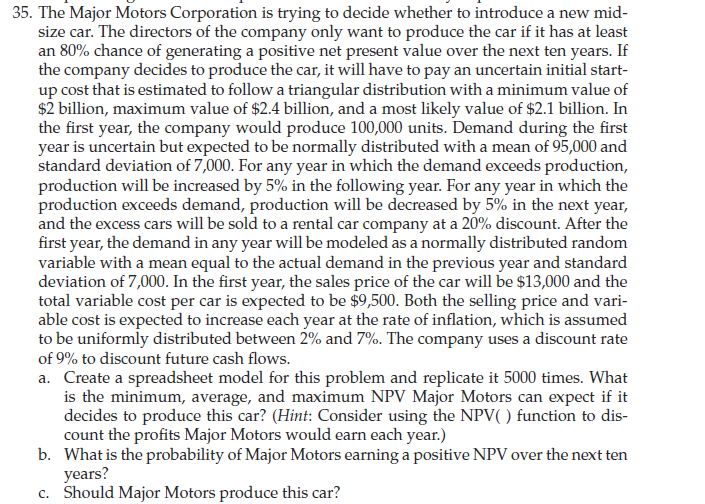 35. The Major Motors Corporation is trying to decide whether to introduce a new mid-
size car. The directors of the company only want to produce the car if it has at least
an 80% chance of generating a positive net present value over the next ten years. If
the company decides to produce the car, it will have to pay an uncertain initial start-
up cost that is estimated to follow a triangular distribution with a minimum value of
$2 billion, maximum value of $2.4 billion, and a most likely value of $2.1 billion. In
the first year, the company would produce 100,000 units. Demand during the first
year is uncertain but expected to be normally distributed with a mean of 95,000 and
standard deviation of 7,000. For any year in which the demand exceeds production,
production will be increased by 5% in the following year. For any year in which the
production exceeds demand, production will be decreased by 5% in the next year,
and the excess cars will be sold to a rental car company at a 20% discount. After the
first year, the demand in any year will be modeled as a normally distributed random
variable with a mean equal to the actual demand in the previous year and standard
deviation of 7,000. In the first year, the sales price of the car will be $13,000 and the
total variable cost per car is expected to be $9,500. Both the selling price and vari-
able cost is expected to increase each year at the rate of inflation, which is assumed
to be uniformly distributed between 2% and 7%. The company uses a discount rate
of 9% to discount future cash flows.
a. Create a spreadsheet model for this problem and replicate it 5000 times. What
is the minimum, average, and maximum NPV Major Motors can expect if it
decides to produce this car? (Hint: Consider using the NPV( ) function to dis-
count the profits Major Motors would earn each year.)
b. What is the probability of Major Motors earning a positive NPV over the next ten
years?
c. Should Major Motors produce this car?